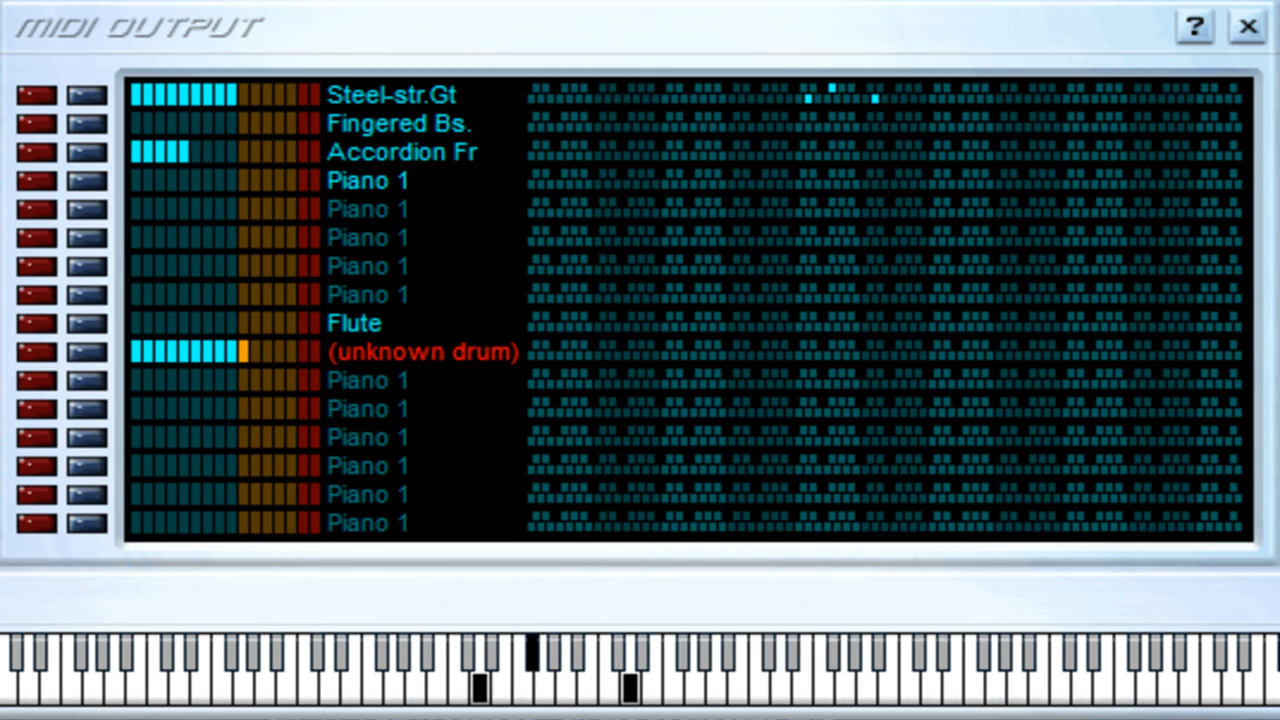 MIDI OUTPUT
?
×
Steel-str.Gt
Fingered Bs.
Accordion Fr
Piano 1
Piano 1
Piano 1
Piano 1
Piano 1
Flute
(unknown drum)
Piano 1
Piano 1
Piano 1
Piano 1
Piano 1
Piano 1